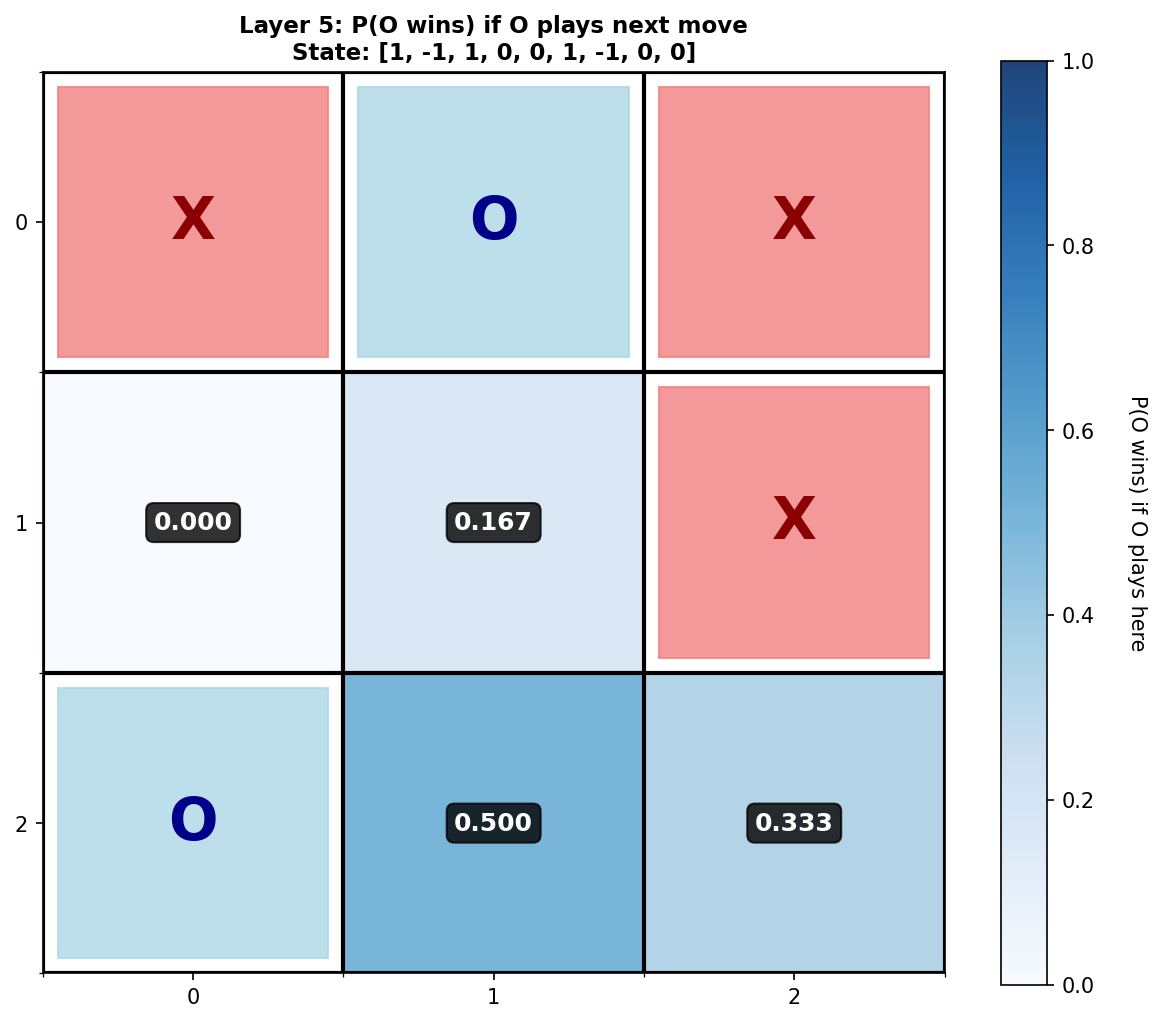 Layer 5: P(O wins) if O plays next move
State: [1, -1, 1, 0, 0, 1, -1, 0, 0]
X
O
X
0.000
0.167
X
O
0.500
0.333
0
1
2
0
1
2
1.0
0.8
0.6
0.4
0.2
0.0
P(O wins) if O plays here